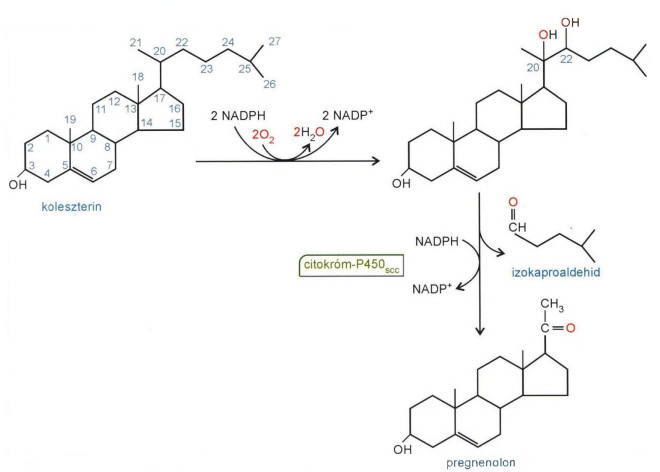 21 22 24 27
20
23 25
26
18
12 17
11 13 16
19
1 9 14 15
2 10 8
3 5 7
4 6
OH
koleszterin
2 NADPH 2 NADP⁺
2O₂ 2H₂O
OH
OH
20 22
OH
O
CH
NADPH
izokaproaldehid
citokróm-P450scc
NADP⁺
CH₃
C=O
OH
pregnenolon